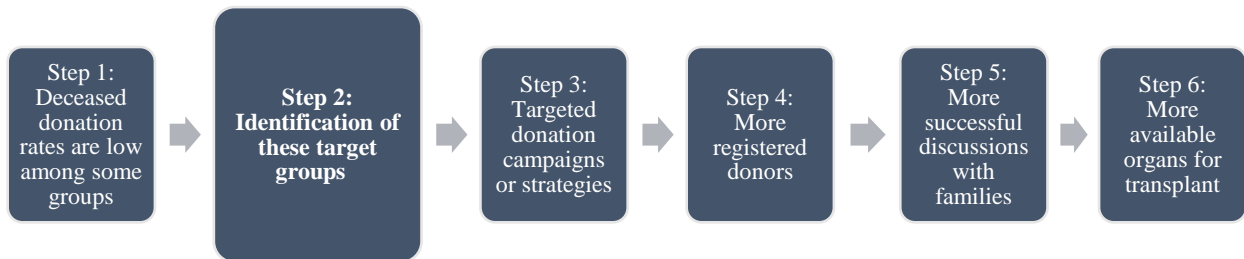 Step 1:
Deceased
donation
rates are low
among some
groups
Step 2:
Identification of
these target
groups
Step 3:
Targeted
donation
campaigns
or strategies
Step 4:
More
registered
donors
Step 5:
More
successful
discussions
with
families
Step 6:
More
available
organs for
transplant